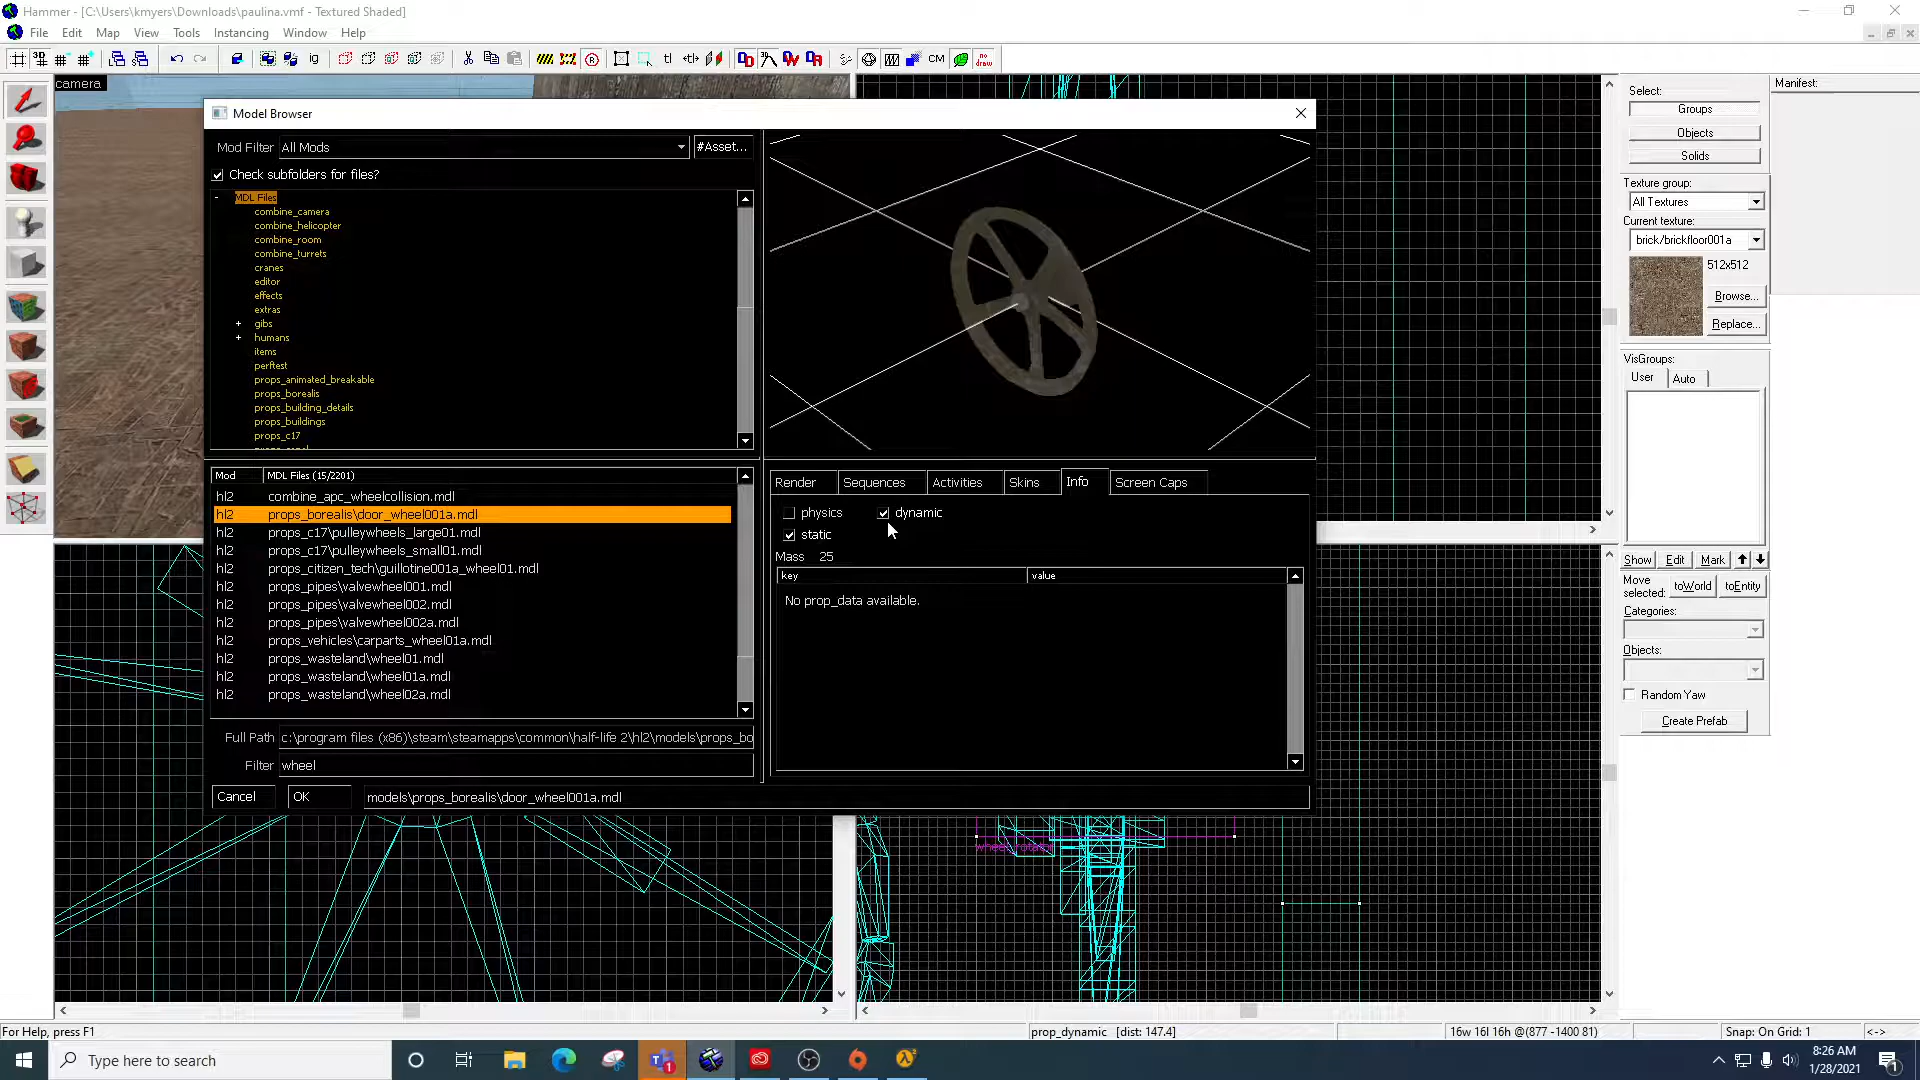 Hammer - [C:\Users\kmyers\Downloads\paulina.vmf - Textured Shaded]
File Edit Map View Tools Instancing Window Help
camera
Model Browser
Mod Filter All Mods #Asset...
Check subfolders for files?
MDL Files
combine_camera
combine_helicopter
combine_room
combine_turrets
cranes
editor
effects
extras
gibs
humans
items
perftest
props_animated_breakable
props_borealis
props_building_details
props_buildings
props_c17
Mod MDL Files (15/2201)
hl2 combine_apc_wheelcollision.mdl
hl2 props_borealis\door_wheel001a.mdl
hl2 props_c17\pulleywheels_large01.mdl
hl2 props_c17\pulleywheels_small01.mdl
hl2 props_citizen_tech\guillotine001a_wheel01.mdl
hl2 props_pipes\valvewheel001.mdl
hl2 props_pipes\valvewheel002.mdl
hl2 props_pipes\valvewheel002a.mdl
hl2 props_vehicles\carparts_wheel01a.mdl
hl2 props_wasteland\wheel01.mdl
hl2 props_wasteland\wheel01a.mdl
hl2 props_wasteland\wheel02a.mdl
Full Path c:\program files (x86)\steam\steamapps\common\half-life 2\hl2\models\props_bo
Filter wheel
Cancel OK models\props_borealis\door_wheel001a.mdl
Render Sequences Activities Skins Info Screen Caps
physics dynamic
static
Mass 25
key value
No prop_data available.
Select:
Groups
Objects
Solids
Texture group:
All Textures
Current texture:
brick/brickfloor001a
512x512
Browse...
Replace...
VisGroups:
User Auto
Show Edit Mark
Move selected: toWorld toEntity
Categories:
Objects:
Random Yaw
Create Prefab
Manifest:
For Help, press F1
prop_dynamic [dist: 147.4]
16w 16l 16h @(877 -1400 81)
Snap: On Grid: 1
<->
Type here to search
8:26 AM
1/28/2021